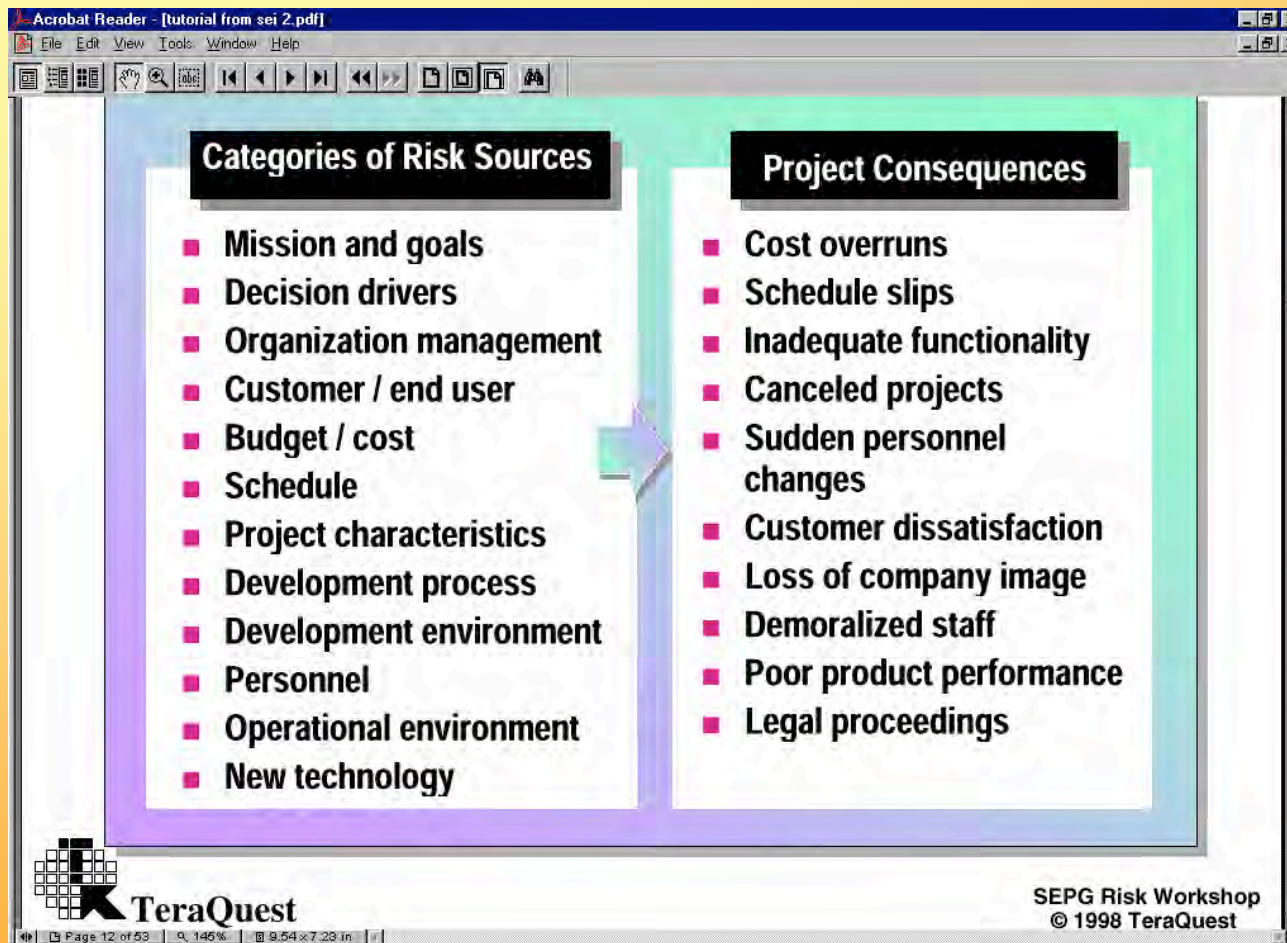 Acrobat Reader - [tutorial from sei 2.pdf]
File Edit View Tools Window Help
abc
Categories of Risk Sources
Mission and goals
Decision drivers
Organization management
Customer / end user
Budget / cost
Schedule
Project characteristics
Development process
Development environment
Personnel
Operational environment
New technology
Project Consequences
Cost overruns
Schedule slips
Inadequate functionality
Canceled projects
Sudden personnel
changes
Customer dissatisfaction
Loss of company image
Demoralized staff
Poor product performance
Legal proceedings
TeraQuest
SEPG Risk Workshop
© 1998 TeraQuest
Page 12 of 53 145% 9.54 x 7.23 in